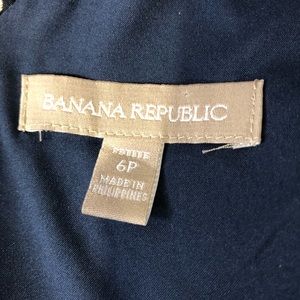 BANANA REPUBLIC
PETITE
6P
MADE IN
PHILIPPINES